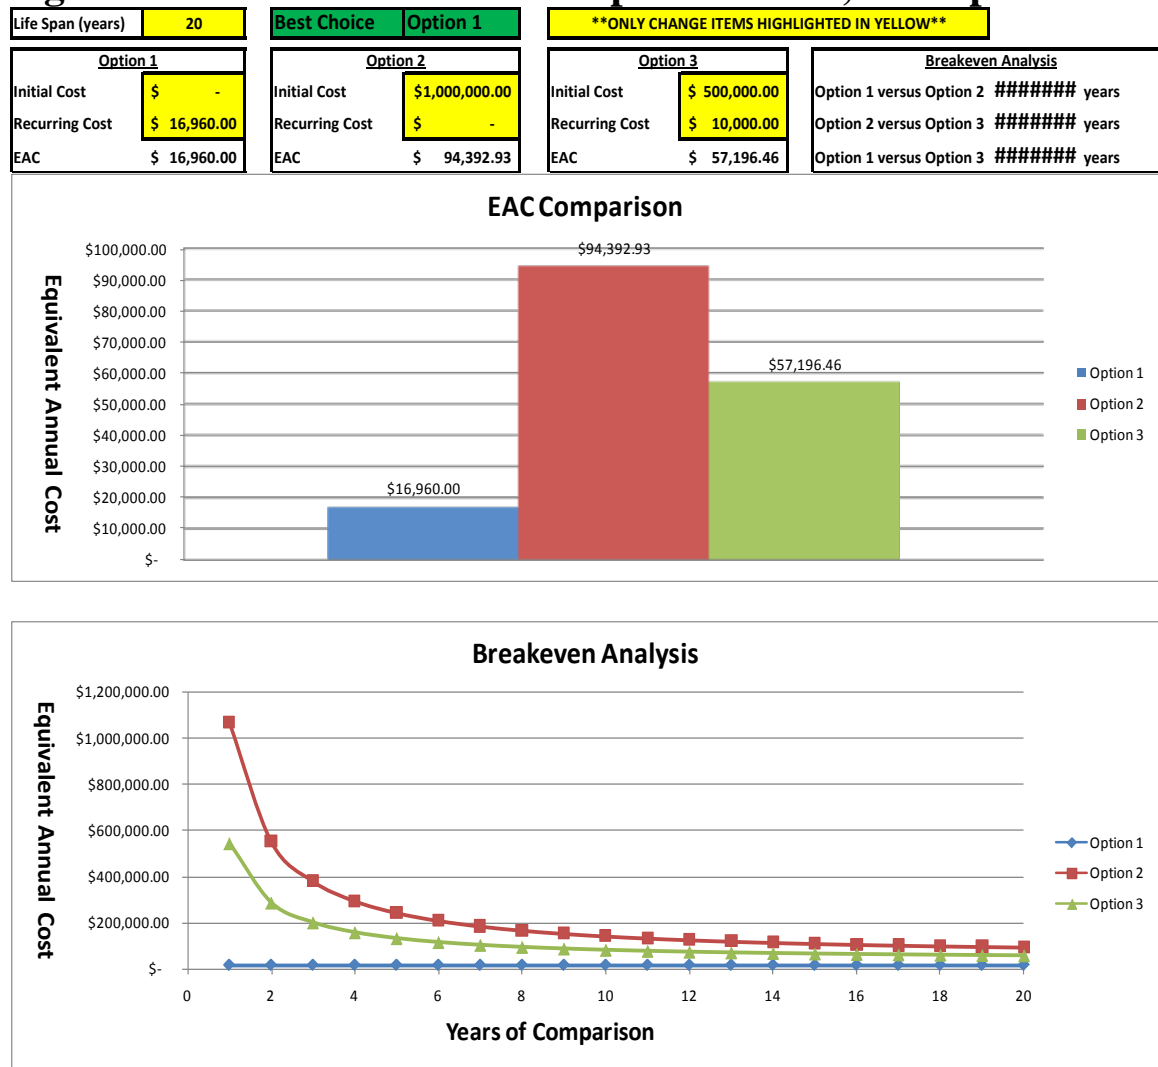 Life Span (years) 20 Best Choice Option 1 **ONLY CHANGE ITEMS HIGHLIGHTED IN YELLOW**
Option 1
Initial Cost $ -
Recurring Cost $ 16,960.00
EAC $ 16,960.00
Option 2
Initial Cost $1,000,000.00
Recurring Cost $ -
EAC $ 94,392.93
Option 3
Initial Cost $ 500,000.00
Recurring Cost $ 10,000.00
EAC $ 57,196.46
Breakeven Analysis
Option 1 versus Option 2 ####### years
Option 2 versus Option 3 ####### years
Option 1 versus Option 3 ####### years
EAC Comparison
Equivalent Annual Cost
$100,000.00
$90,000.00
$80,000.00
$70,000.00
$60,000.00
$50,000.00
$40,000.00
$30,000.00
$20,000.00
$10,000.00
$-
$16,960.00
$94,392.93
$57,196.46
Option 1
Option 2
Option 3
Breakeven Analysis
Equivalent Annual Cost
$1,200,000.00
$1,000,000.00
$800,000.00
$600,000.00
$400,000.00
$200,000.00
$-
0 2 4 6 8 10 12 14 16 18 20
Years of Comparison
Option 1
Option 2
Option 3